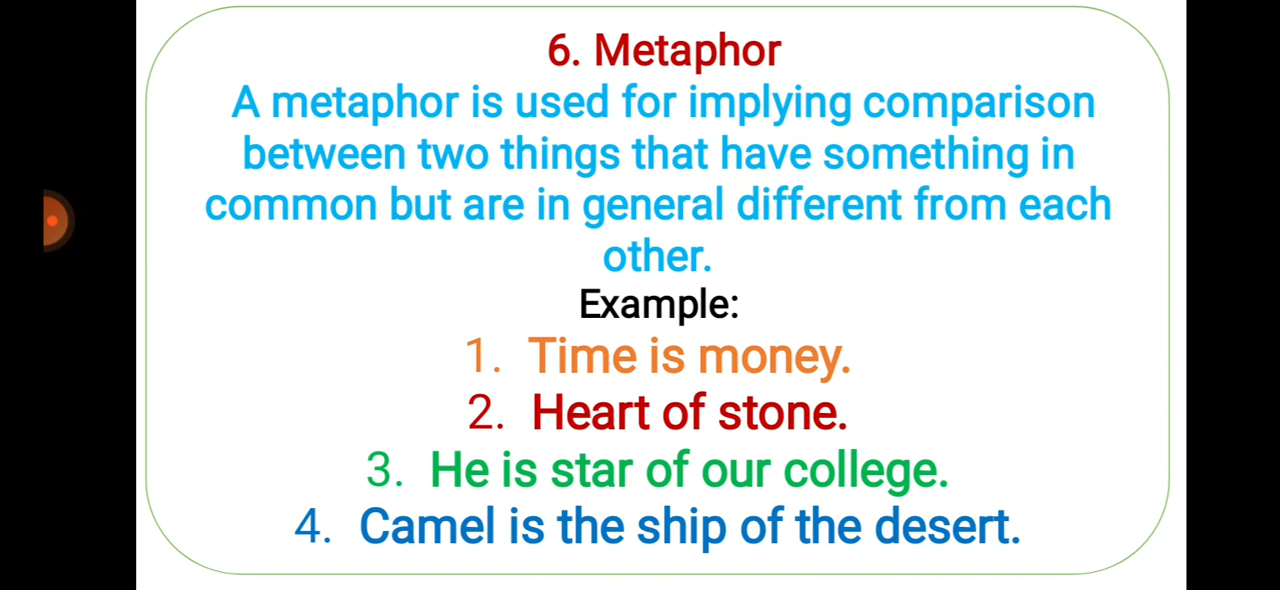 6. Metaphor
A metaphor is used for implying comparison
between two things that have something in
common but are in general different from each
other.
Example:
1. Time is money.
2. Heart of stone.
3. He is star of our college.
4. Camel is the ship of the desert.